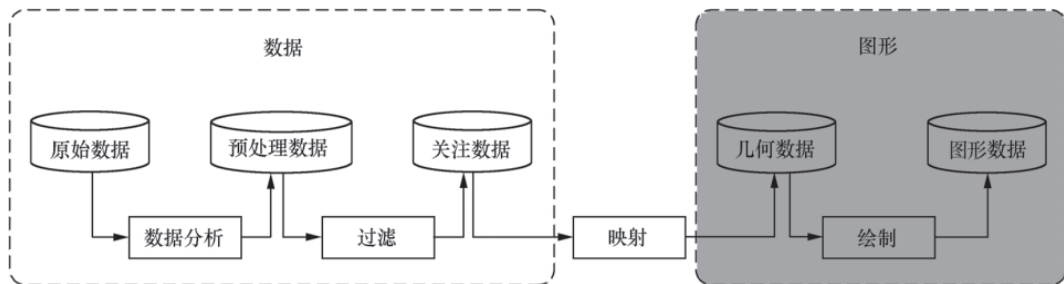 数据
图形
原始数据
预处理数据
关注数据
几何数据
图形数据
数据分析
过滤
映射
绘制